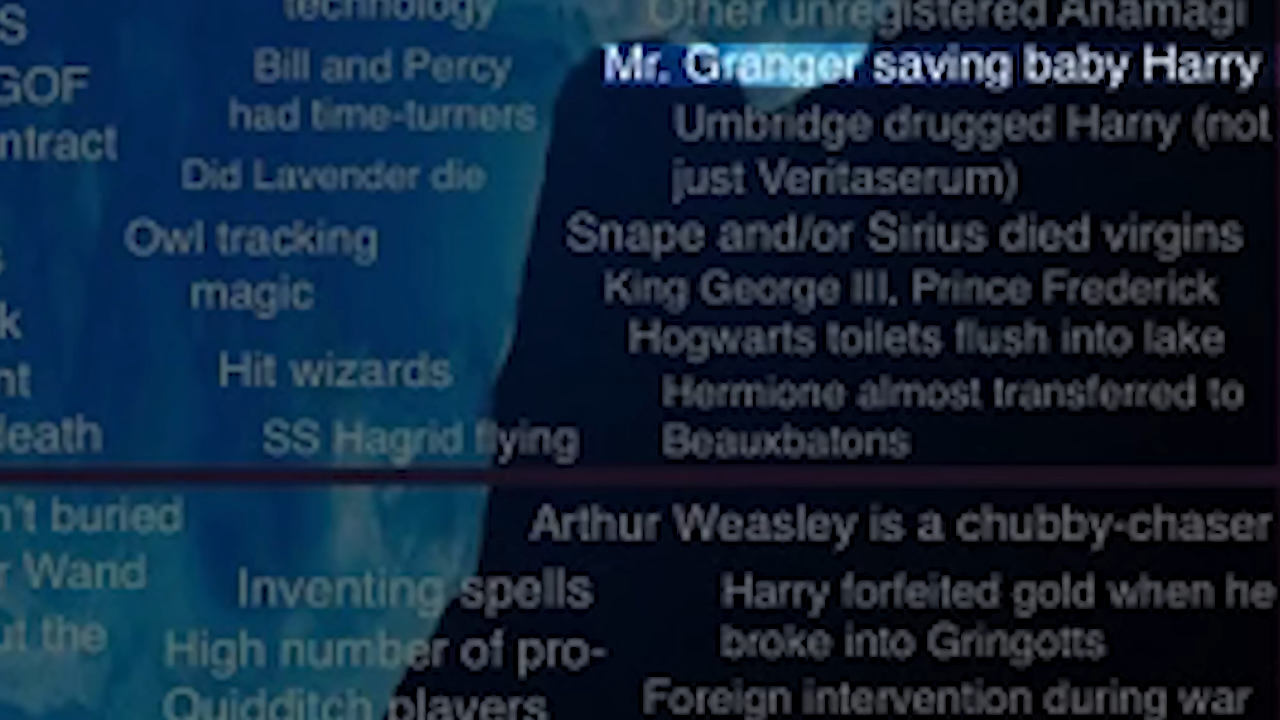 technology
Other unregistered Anamagi
S
Bill and Percy
had time-turners
Mr. Granger saving baby Harry
GOF
ntract
Umbridge drugged Harry (not
just Veritaserum)
Did Lavender die
Owl tracking
magic
Snape and/or Sirius died virgins
King George III, Prince Frederick
k
Hogwarts toilets flush into lake
Hit wizards
nt
Hermione almost transferred to
Beauxbatons
leath
SS Hagrid flying
n't buried
r Wand
ut the
Arthur Weasley is a chubby-chaser
Inventing spells
Harry forfeited gold when he
broke into Gringotts
High number of pro-
Quidditch players
Foreign intervention during war